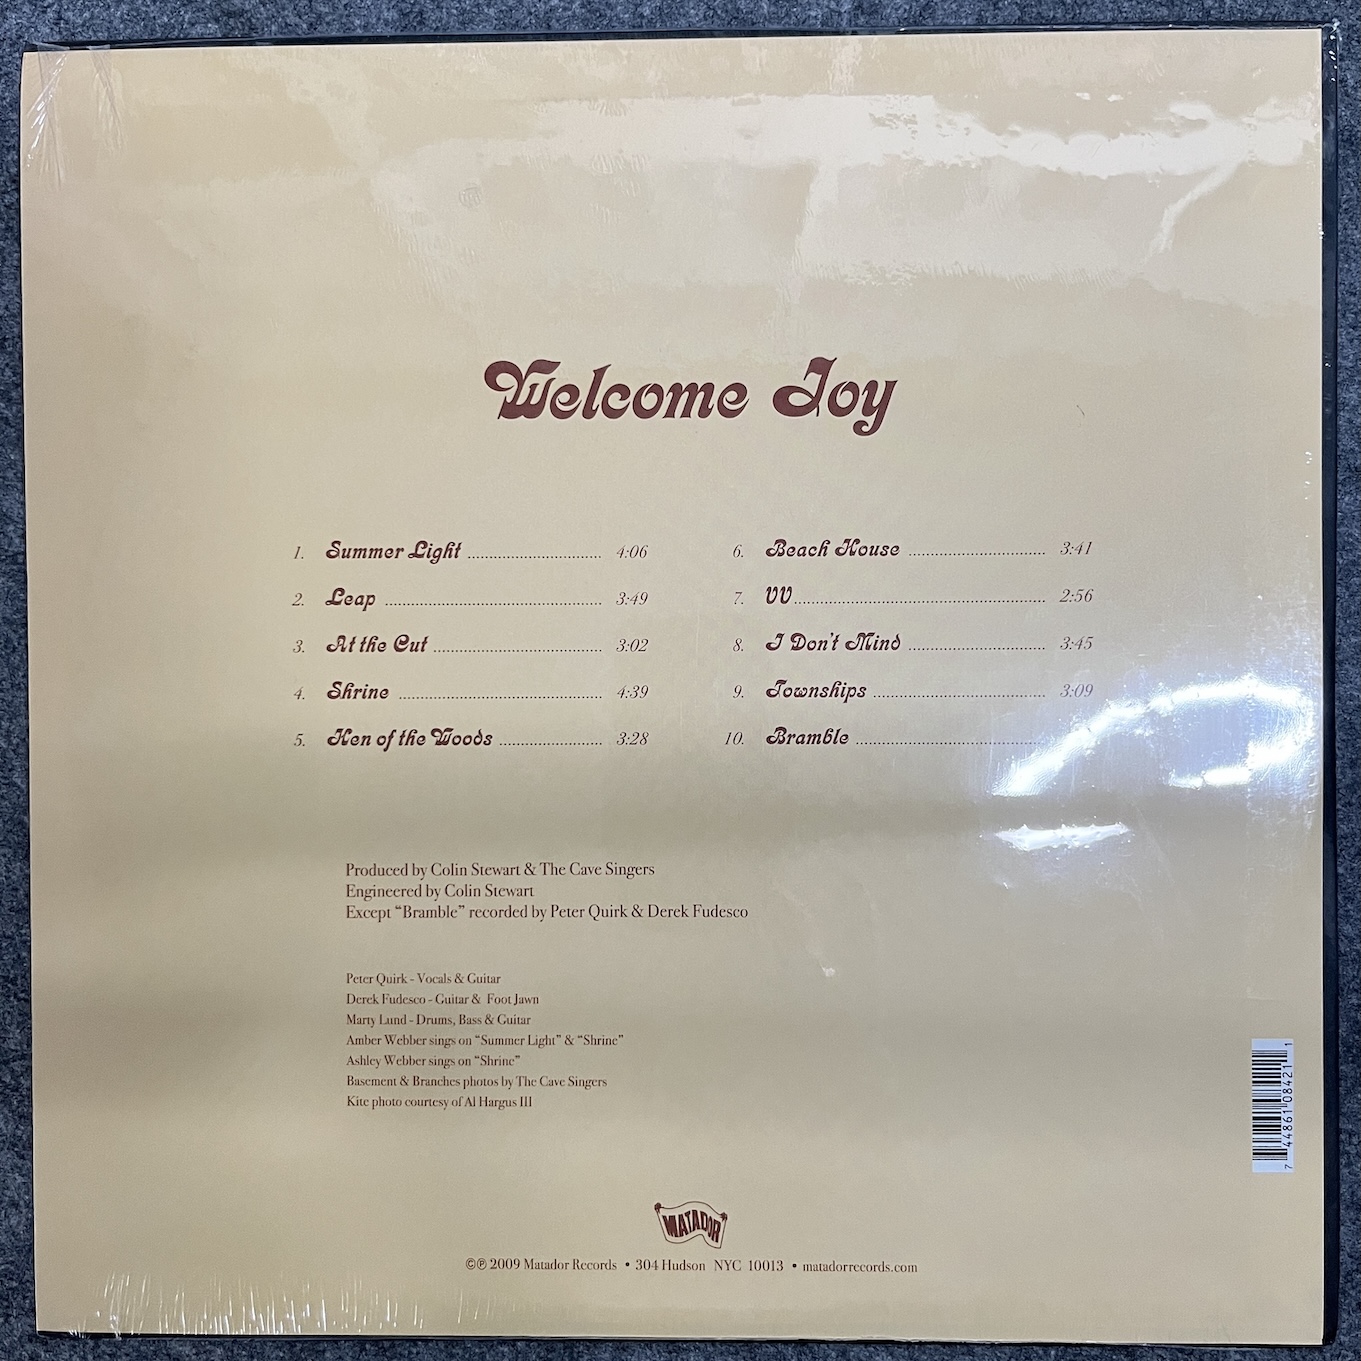 Welcome Joy
1. Summer Light 4:06
2. Leap 3:49
3. At the Cut 3:02
4. Shrine 4:39
5. Hen of the Woods 3:28
6. Beach House 3:41
7. VV 2:56
8. I Don't Mind 3:45
9. Townships 3:09
10. Bramble
Produced by Colin Stewart & The Cave Singers
Engineered by Colin Stewart
Except “Bramble” recorded by Peter Quirk & Derek Fudesco
Peter Quirk - Vocals & Guitar
Derek Fudesco - Guitar & Foot Jawn
Marty Lund - Drums, Bass & Guitar
Amber Webber sings on “Summer Light” & “Shrine”
Ashley Webber sings on “Shrine”
Basement & Branches photos by The Cave Singers
Kite photo courtesy of Al Hargus III
7 44861 08421 1
MATADOR
©℗ 2009 Matador Records • 304 Hudson NYC 10013 • matadorrecords.com